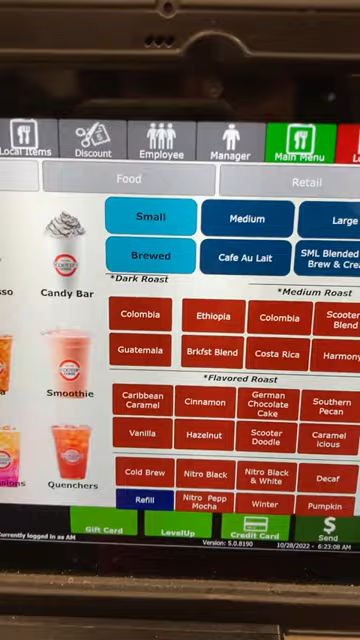 Local Items
Discount
Employee
Manager
Main Menu
Food
Retail
Small
Medium
Large
Brewed
Cafe Au Lait
SML Blended
Brew & Crea
*Dark Roast
*Medium Roast
Candy Bar
Colombia
Ethiopia
Colombia
Scooter
Blend
Guatemala
Brkfst Blend
Costa Rica
Harmony
Smoothie
*Flavored Roast
Caribbean
Caramel
Cinnamon
German
Chocolate
Cake
Southern
Pecan
Vanilla
Hazelnut
Scooter
Doodle
Caramel
icious
Quenchers
Cold Brew
Nitro Black
Nitro Black
& White
Decaf
Refill
Nitro Pepp
Mocha
Winter
Pumpkin
Gift Card
LevelUp
Credit Card
$
Send
Currently logged in as AM
Version: 5.0.8190
10/28/2022 - 6:23:08 AM